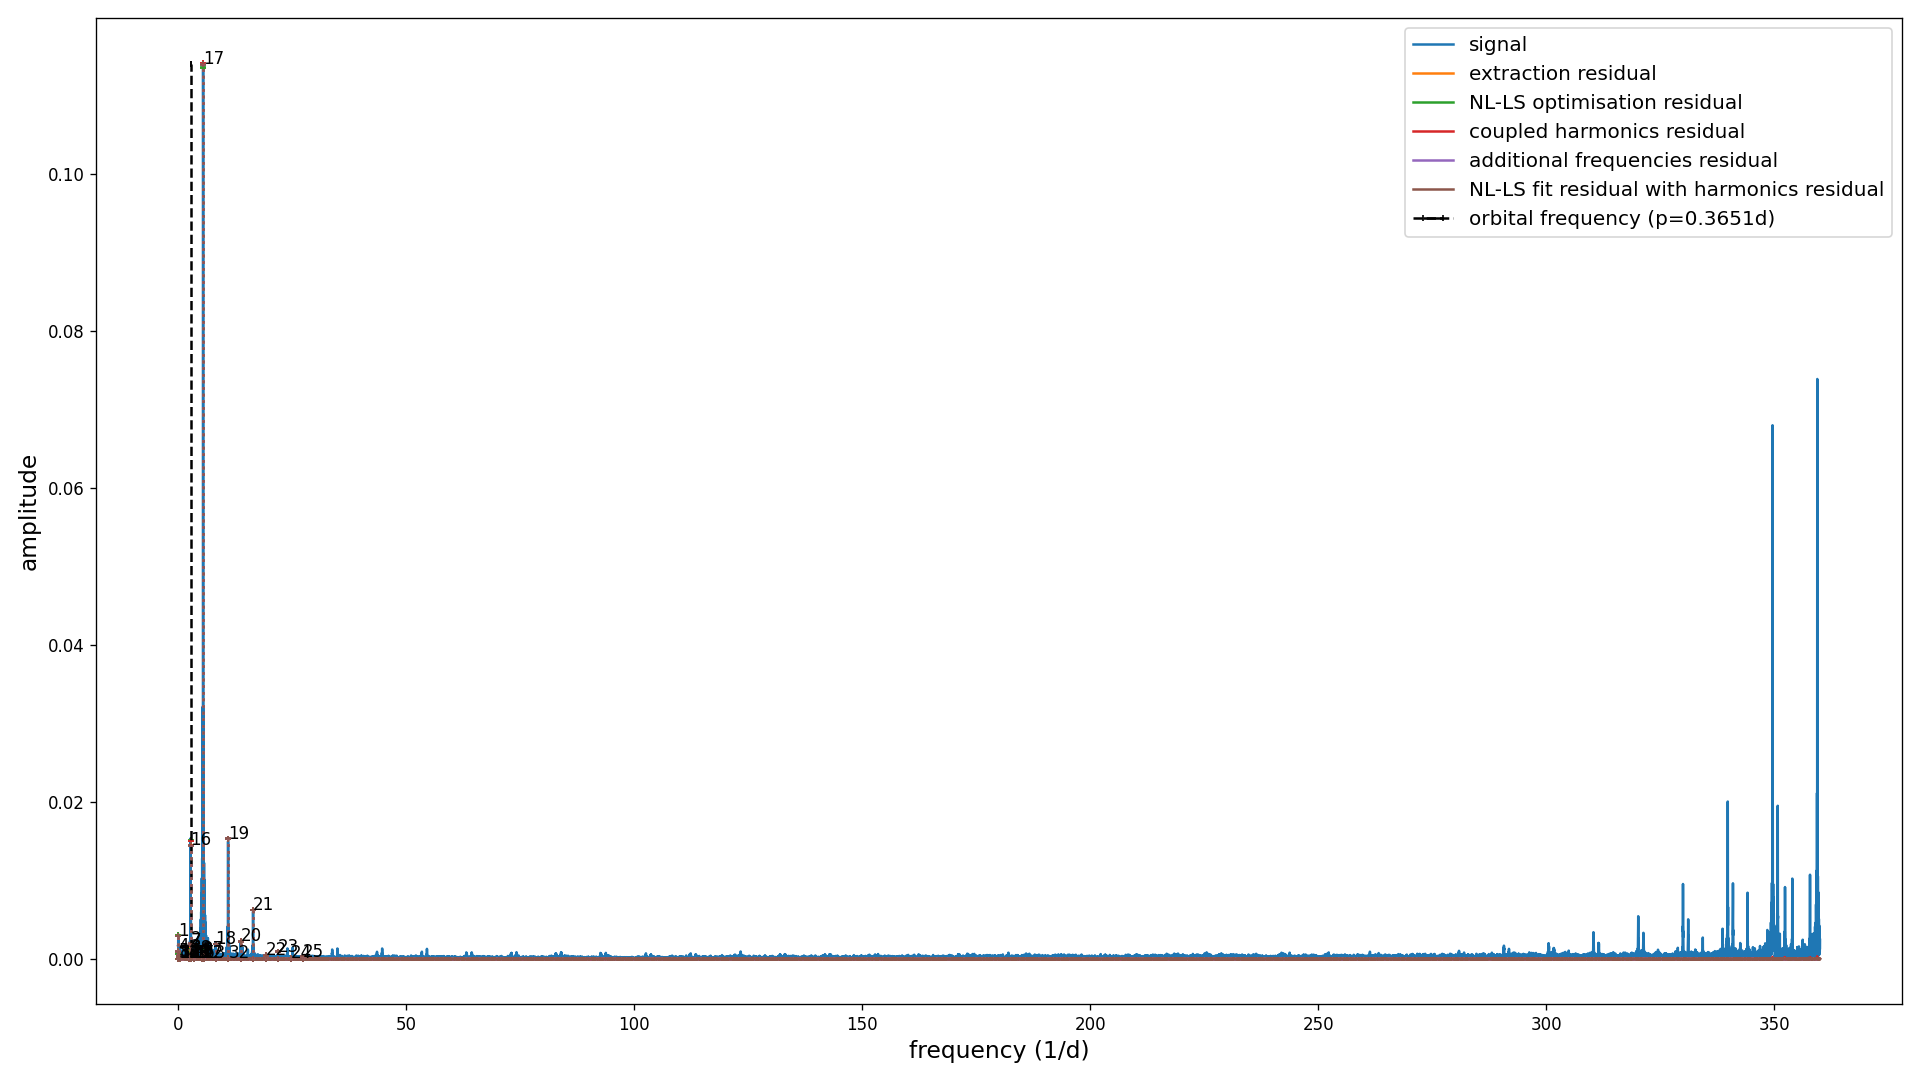 signal
extraction residual
NL-LS optimisation residual
coupled harmonics residual
additional frequencies residual
NL-LS fit residual with harmonics residual
orbital frequency (p=0.3651d)
amplitude
0.10
0.08
0.06
0.04
0.02
0.00
17
16
19
21
1
18
20
22
23
24
25
32
0
50
100
150
200
250
300
350
frequency (1/d)